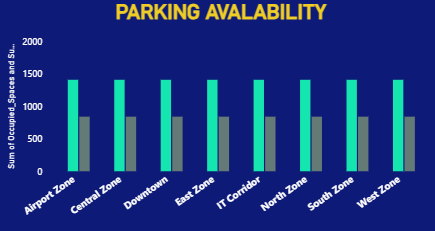 PARKING AVALABILITY
Sum of Occupied_Spaces and Su...
2000
1500
1000
500
0
Airport Zone
Central Zone
Downtown
East Zone
IT Corridor
North Zone
South Zone
West Zone